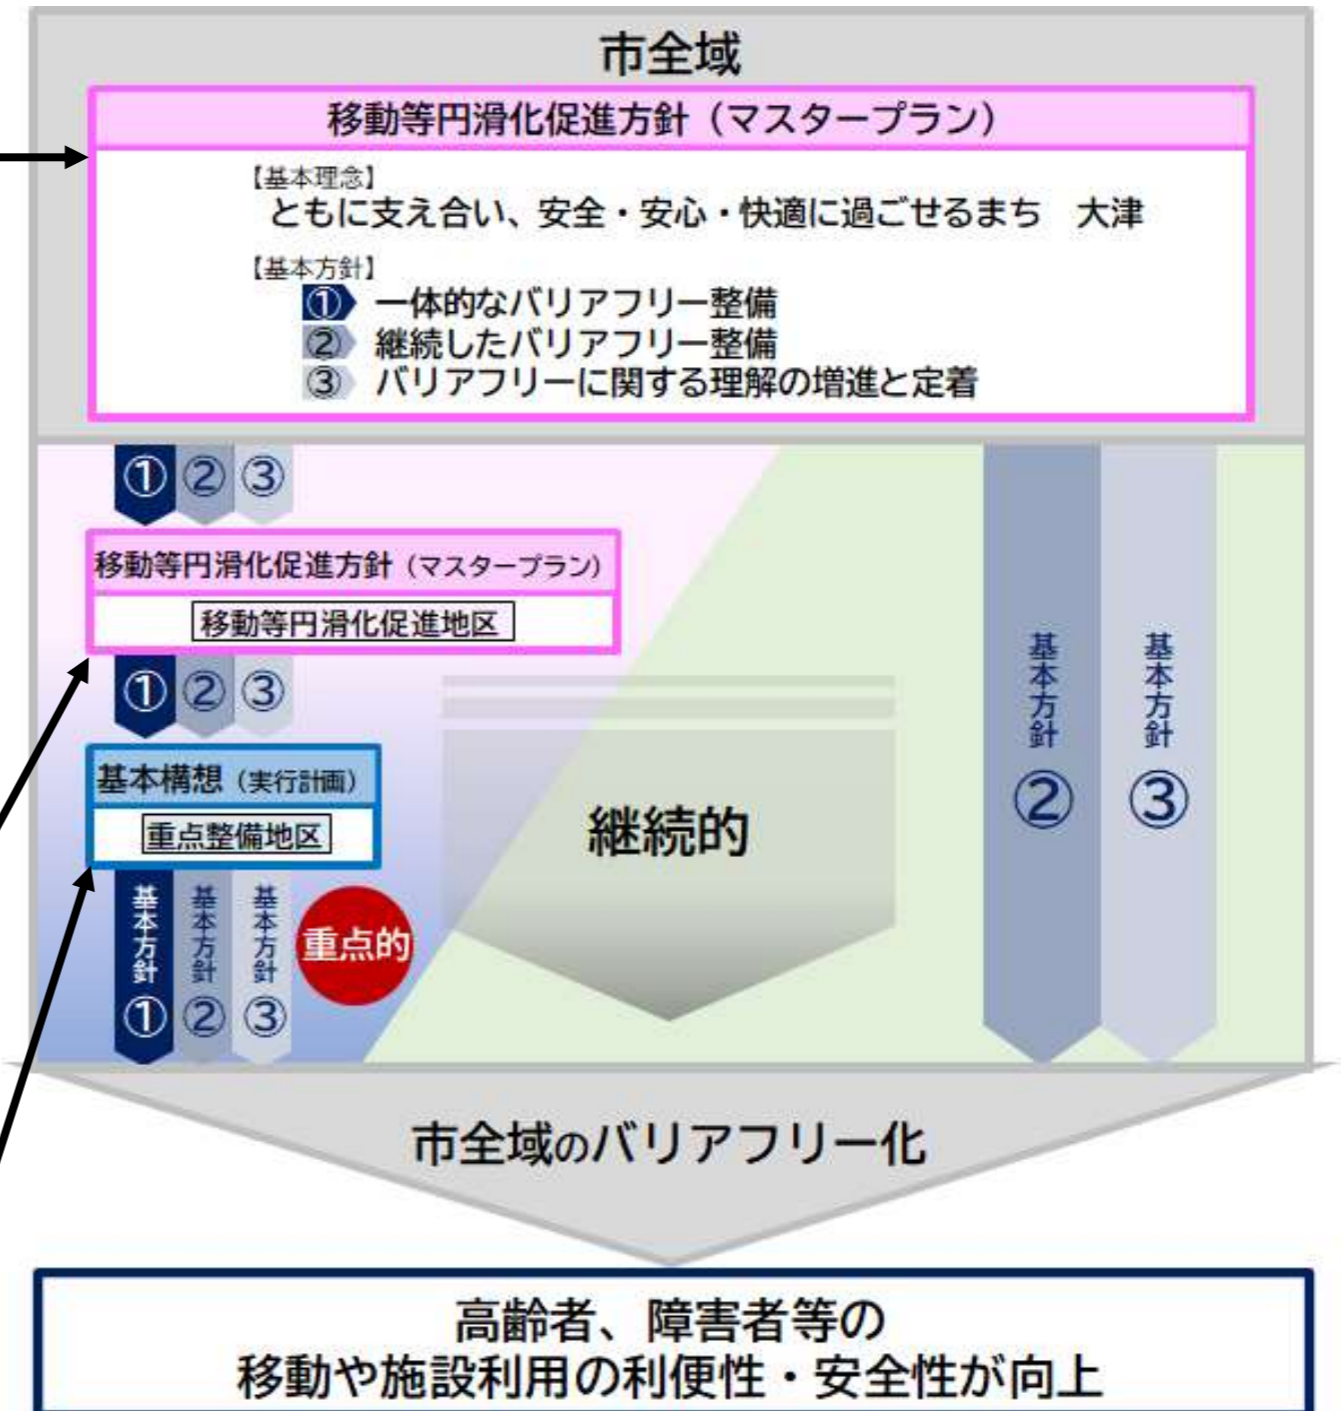 市全域
移動等円滑化促進方針（マスタープラン）
【基本理念】
ともに支え合い、安全・安心・快適に過ごせるまち　大津
【基本方針】
① 一体的なバリアフリー整備
② 継続したバリアフリー整備
③ バリアフリーに関する理解の増進と定着
① ② ③
移動等円滑化促進方針（マスタープラン）
移動等円滑化促進地区
① ② ③
基本構想（実行計画）
重点整備地区
基本方針①
基本方針②
基本方針③
重点的
継続的
基本方針②
基本方針③
市全域のバリアフリー化
高齢者、障害者等の
移動や施設利用の利便性・安全性が向上